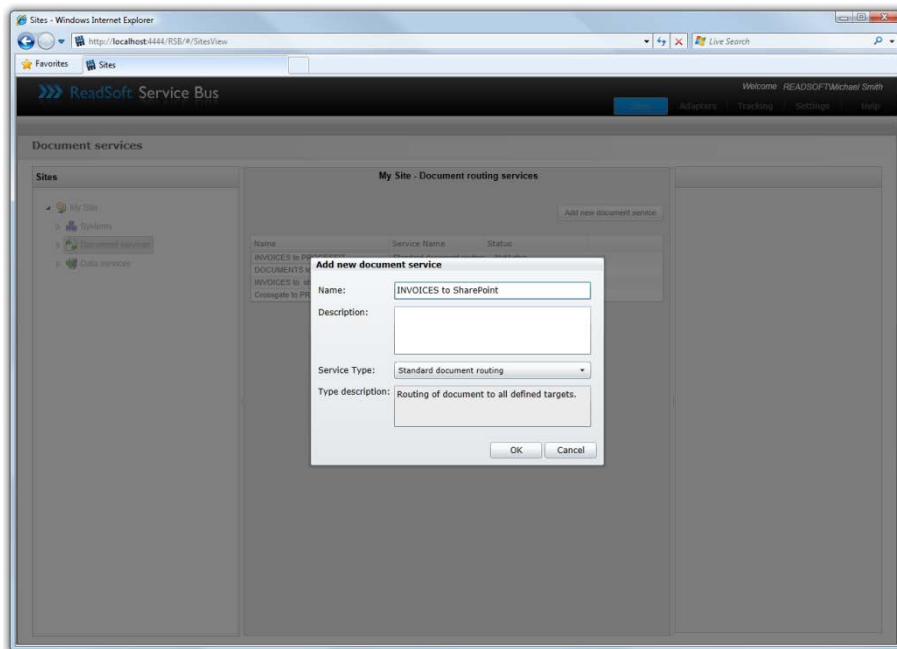 Sites - Windows Internet Explorer
http://localhost:4444/RSB/#/SitesView
Live Search
Favorites
Sites
ReadSoft Service Bus
Welcome READSOFT\Michael Smith
Sites Adapters Tracking Settings Help
Document services
Sites
My Site - Document routing services
My Site
Systems
Document services
Data services
Add new document service
Name Service Name Status
INVOICES to
DOCUMENTS
INVOICES to
Crossgate to PR
Add new document service
Name: INVOICES to SharePoint
Description:
Service Type: Standard document routing
Type description: Routing of document to all defined targets.
OK Cancel